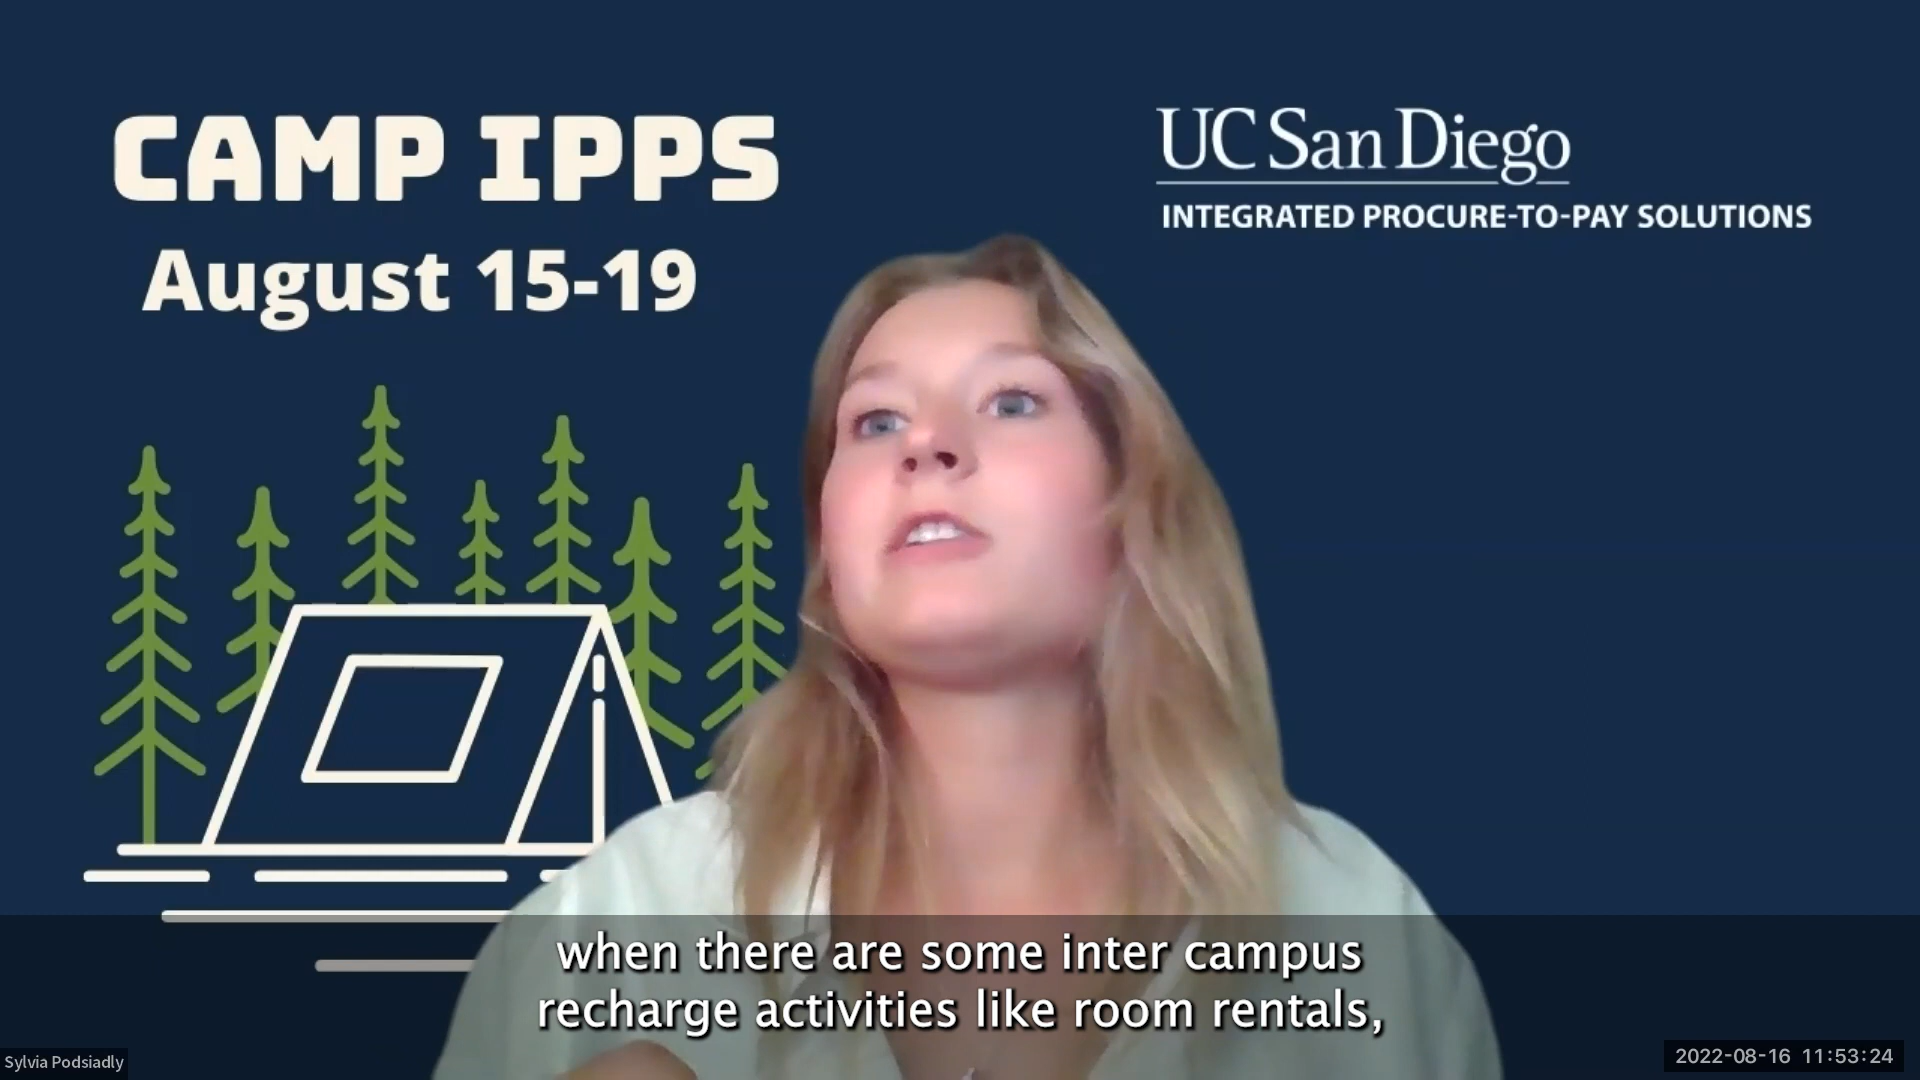 CAMP IPPS
August 15-19
UC San Diego
INTEGRATED PROCURE-TO-PAY SOLUTIONS
when there are some inter campus
recharge activities like room rentals,
Sylvia Podsiadly
2022-08-16 11:53:24